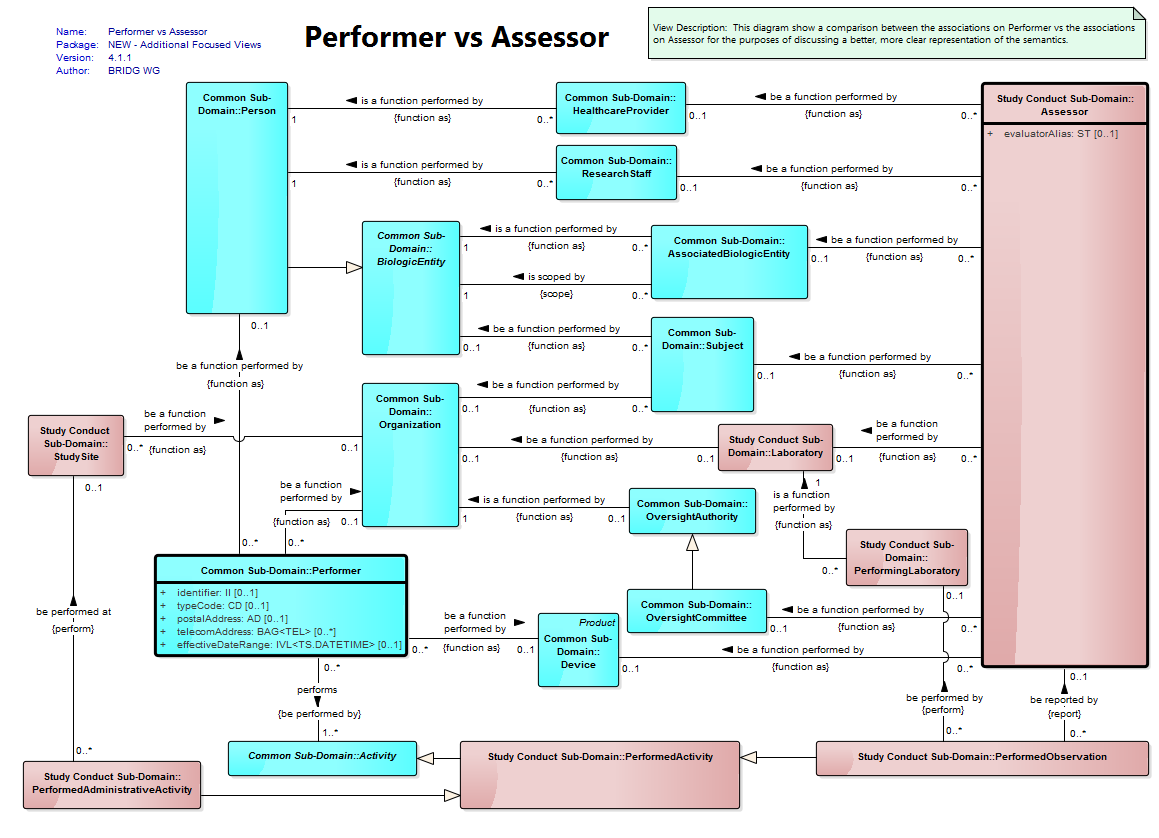 Name: Performer vs Assessor
Package: NEW - Additional Focused Views
Version: 4.1.1
Author: BRIDG WG
Performer vs Assessor
View Description: This diagram show a comparison between the associations on Performer vs the associations
on Assessor for the purposes of discussing a better, more clear representation of the semantics.
Common Sub-
Domain::Person
is a function performed by
{function as}
1
0..*
Common Sub-Domain::
HealthcareProvider
be a function performed by
{function as}
0..1
0..*
Study Conduct Sub-Domain::
Assessor
+ evaluatorAlias: ST [0..1]
is a function performed by
{function as}
1
0..*
Common Sub-Domain::
ResearchStaff
be a function performed by
{function as}
0..1
0..*
Common Sub-
Domain::
BiologicEntity
is a function performed by
{function as}
1
0..*
is scoped by
{scope}
1
0..*
Common Sub-Domain::
AssociatedBiologicEntity
be a function performed by
{function as}
0..1
0..*
be a function performed by
{function as}
0..1
0..*
Common Sub-
Domain::Subject
be a function performed by
{function as}
0..1
0..*
0..1
be a function performed by
{function as}
Common Sub-
Domain::
Organization
be a function performed by
{function as}
0..1
0..*
Study Conduct
Sub-Domain::
StudySite
be a function
performed by
{function as}
0..*
0..1
be a function performed by
{function as}
0..1
0..1
Study Conduct Sub-
Domain::Laboratory
be a function
performed by
{function as}
0..1
0..*
0..1
be a function
performed by
{function as}
0..1
0..*
0..*
is a function performed by
{function as}
1
0..1
Common Sub-Domain::
OversightAuthority
1
is a function
performed by
{function as}
0..*
Study Conduct Sub-
Domain::
PerformingLaboratory
0..1
Common Sub-Domain::Performer
+ identifier: II [0..1]
+ typeCode: CD [0..1]
+ postalAddress: AD [0..1]
+ telecomAddress: BAG<TEL> [0..*]
+ effectiveDateRange: IVL<TS.DATETIME> [0..1]
Common Sub-Domain::
OversightCommittee
be a function performed by
{function as}
0..1
0..*
be performed at
{perform}
be a function
performed by
{function as}
0..*
0..1
Product
Common Sub-
Domain::
Device
be a function performed by
{function as}
0..1
0..*
0..*
performs
{be performed by}
1..*
be performed by
{perform}
0..*
0..1
be reported by
{report}
0..*
0..*
Common Sub-Domain::Activity
Study Conduct Sub-Domain::PerformedActivity
Study Conduct Sub-Domain::PerformedObservation
Study Conduct Sub-Domain::
PerformedAdministrativeActivity